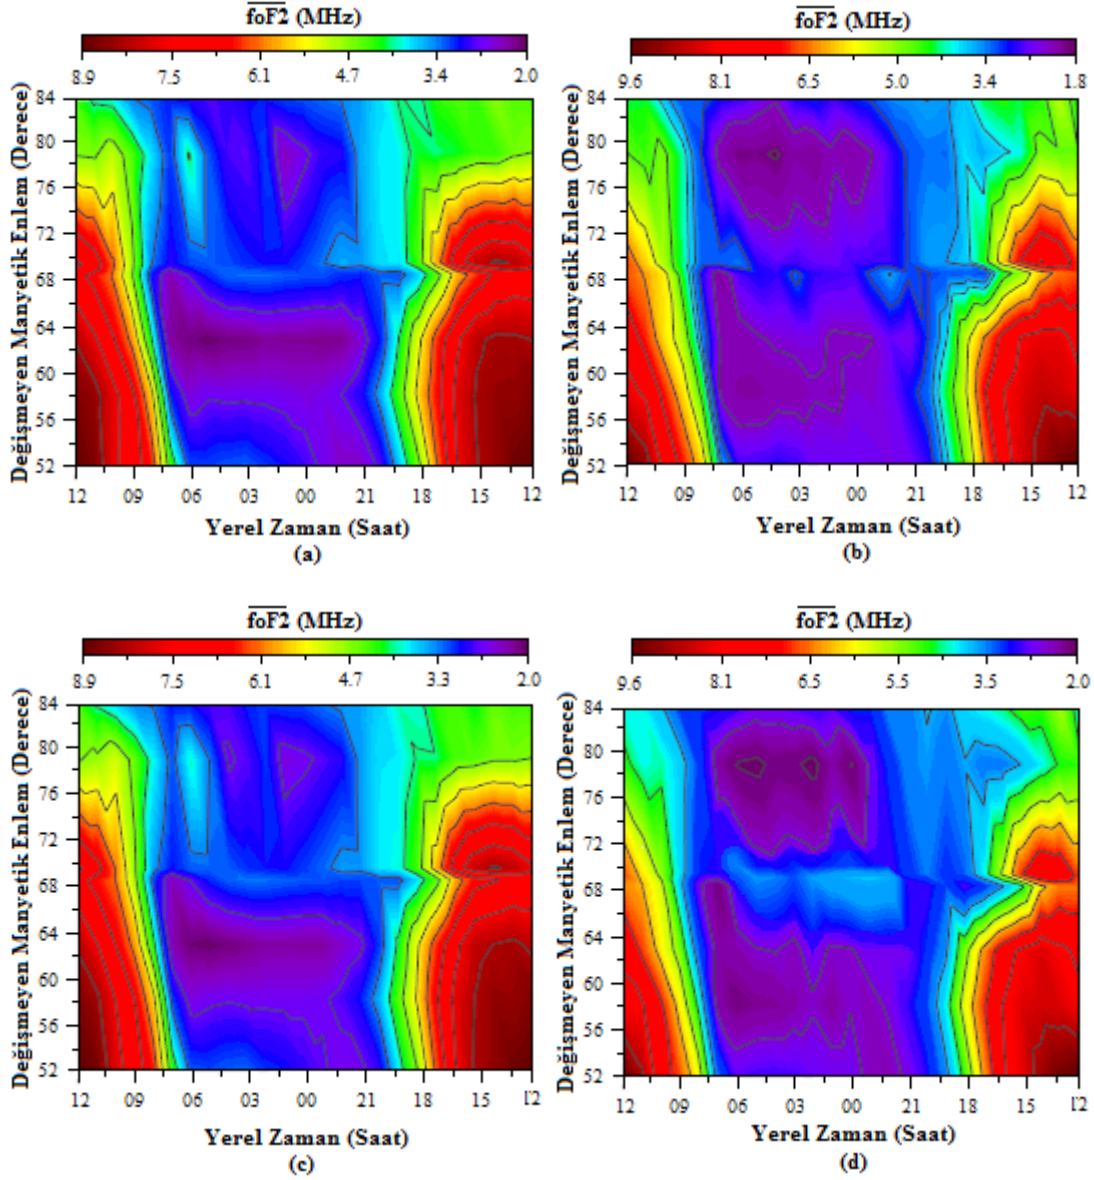 foF2 (MHz)
8.9 7.5 6.1 4.7 3.4 2.0
Değişmeyen Manyetik Enlem (Derece)
84
80
76
72
68
64
60
56
52
12 09 06 03 00 21 18 15 12
Yerel Zaman (Saat)
(a)
foF2 (MHz)
9.6 8.1 6.5 5.0 3.4 1.8
Değişmeyen Manyetik Enlem (Derece)
84
80
76
72
68
64
60
56
52
12 09 06 03 00 21 18 15 12
Yerel Zaman (Saat)
(b)
foF2 (MHz)
8.9 7.5 6.1 4.7 3.3 2.0
Değişmeyen Manyetik Enlem (Derece)
84
80
76
72
68
64
60
56
52
12 09 06 03 00 21 18 15 12
Yerel Zaman (Saat)
(c)
foF2 (MHz)
9.6 8.1 6.5 5.5 3.5 2.0
Değişmeyen Manyetik Enlem (Derece)
84
80
76
72
68
64
60
56
52
12 09 06 03 00 21 18 15 12
Yerel Zaman (Saat)
(d)